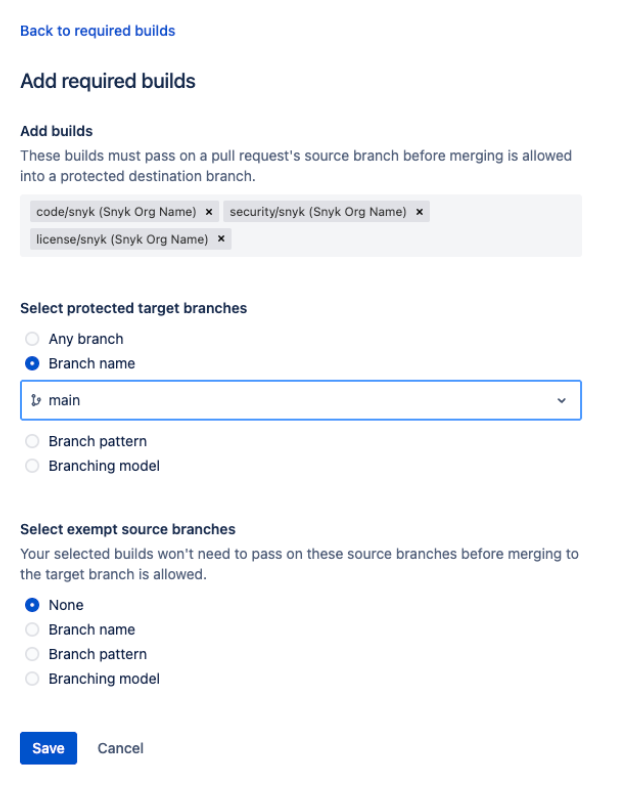 Back to required builds
Add required builds
Add builds
These builds must pass on a pull request's source branch before merging is allowed
into a protected destination branch.
code/snyk (Snyk Org Name) × security/snyk (Snyk Org Name) ×
license/snyk (Snyk Org Name) ×
Select protected target branches
Any branch
Branch name
main
Branch pattern
Branching model
Select exempt source branches
Your selected builds won't need to pass on these source branches before merging to
the target branch is allowed.
None
Branch name
Branch pattern
Branching model
Save Cancel